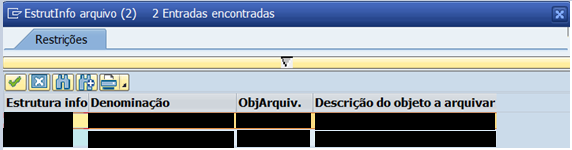 EstrutInfo arquivo (2) 2 Entradas encontradas
Restrições
Estrutura info Denominação ObjArquiv. Descrição do objeto a arquivar